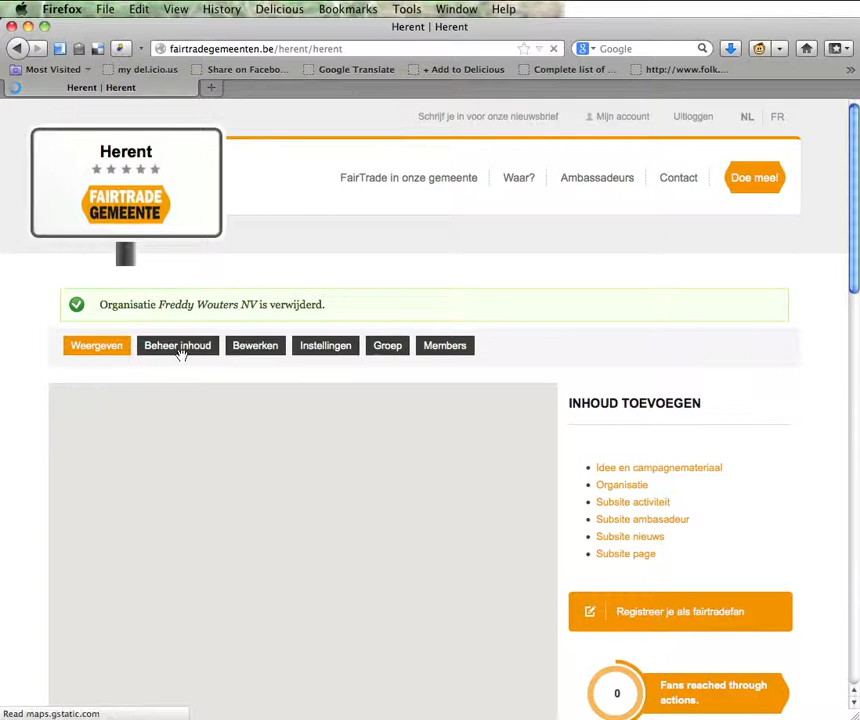 Firefox File Edit View History Delicious Bookmarks Tools Window Help
Herent | Herent
fairtradegemeenten.be/herent/herent
Google
Most Visited my del.icio.us Share on Facebo... Google Translate + Add to Delicious Complete list of ... http://www.folk....
Herent | Herent
Schrijf je in voor onze nieuwsbrief Mijn account Uitloggen NL FR
Herent
FAIRTRADE
GEMEENTE
FairTrade in onze gemeente Waar? Ambassadeurs Contact Doe mee!
Organisatie Freddy Wouters NV is verwijderd.
Weergeven Beheer inhoud Bewerken Instellingen Groep Members
INHOUD TOEVOEGEN
Idee en campagnemateriaal
Organisatie
Subsite activiteit
Subsite ambasadeur
Subsite nieuws
Subsite page
Registreer je als fairtradefan
0
Fans reached through
actions.
Read maps.gstatic.com